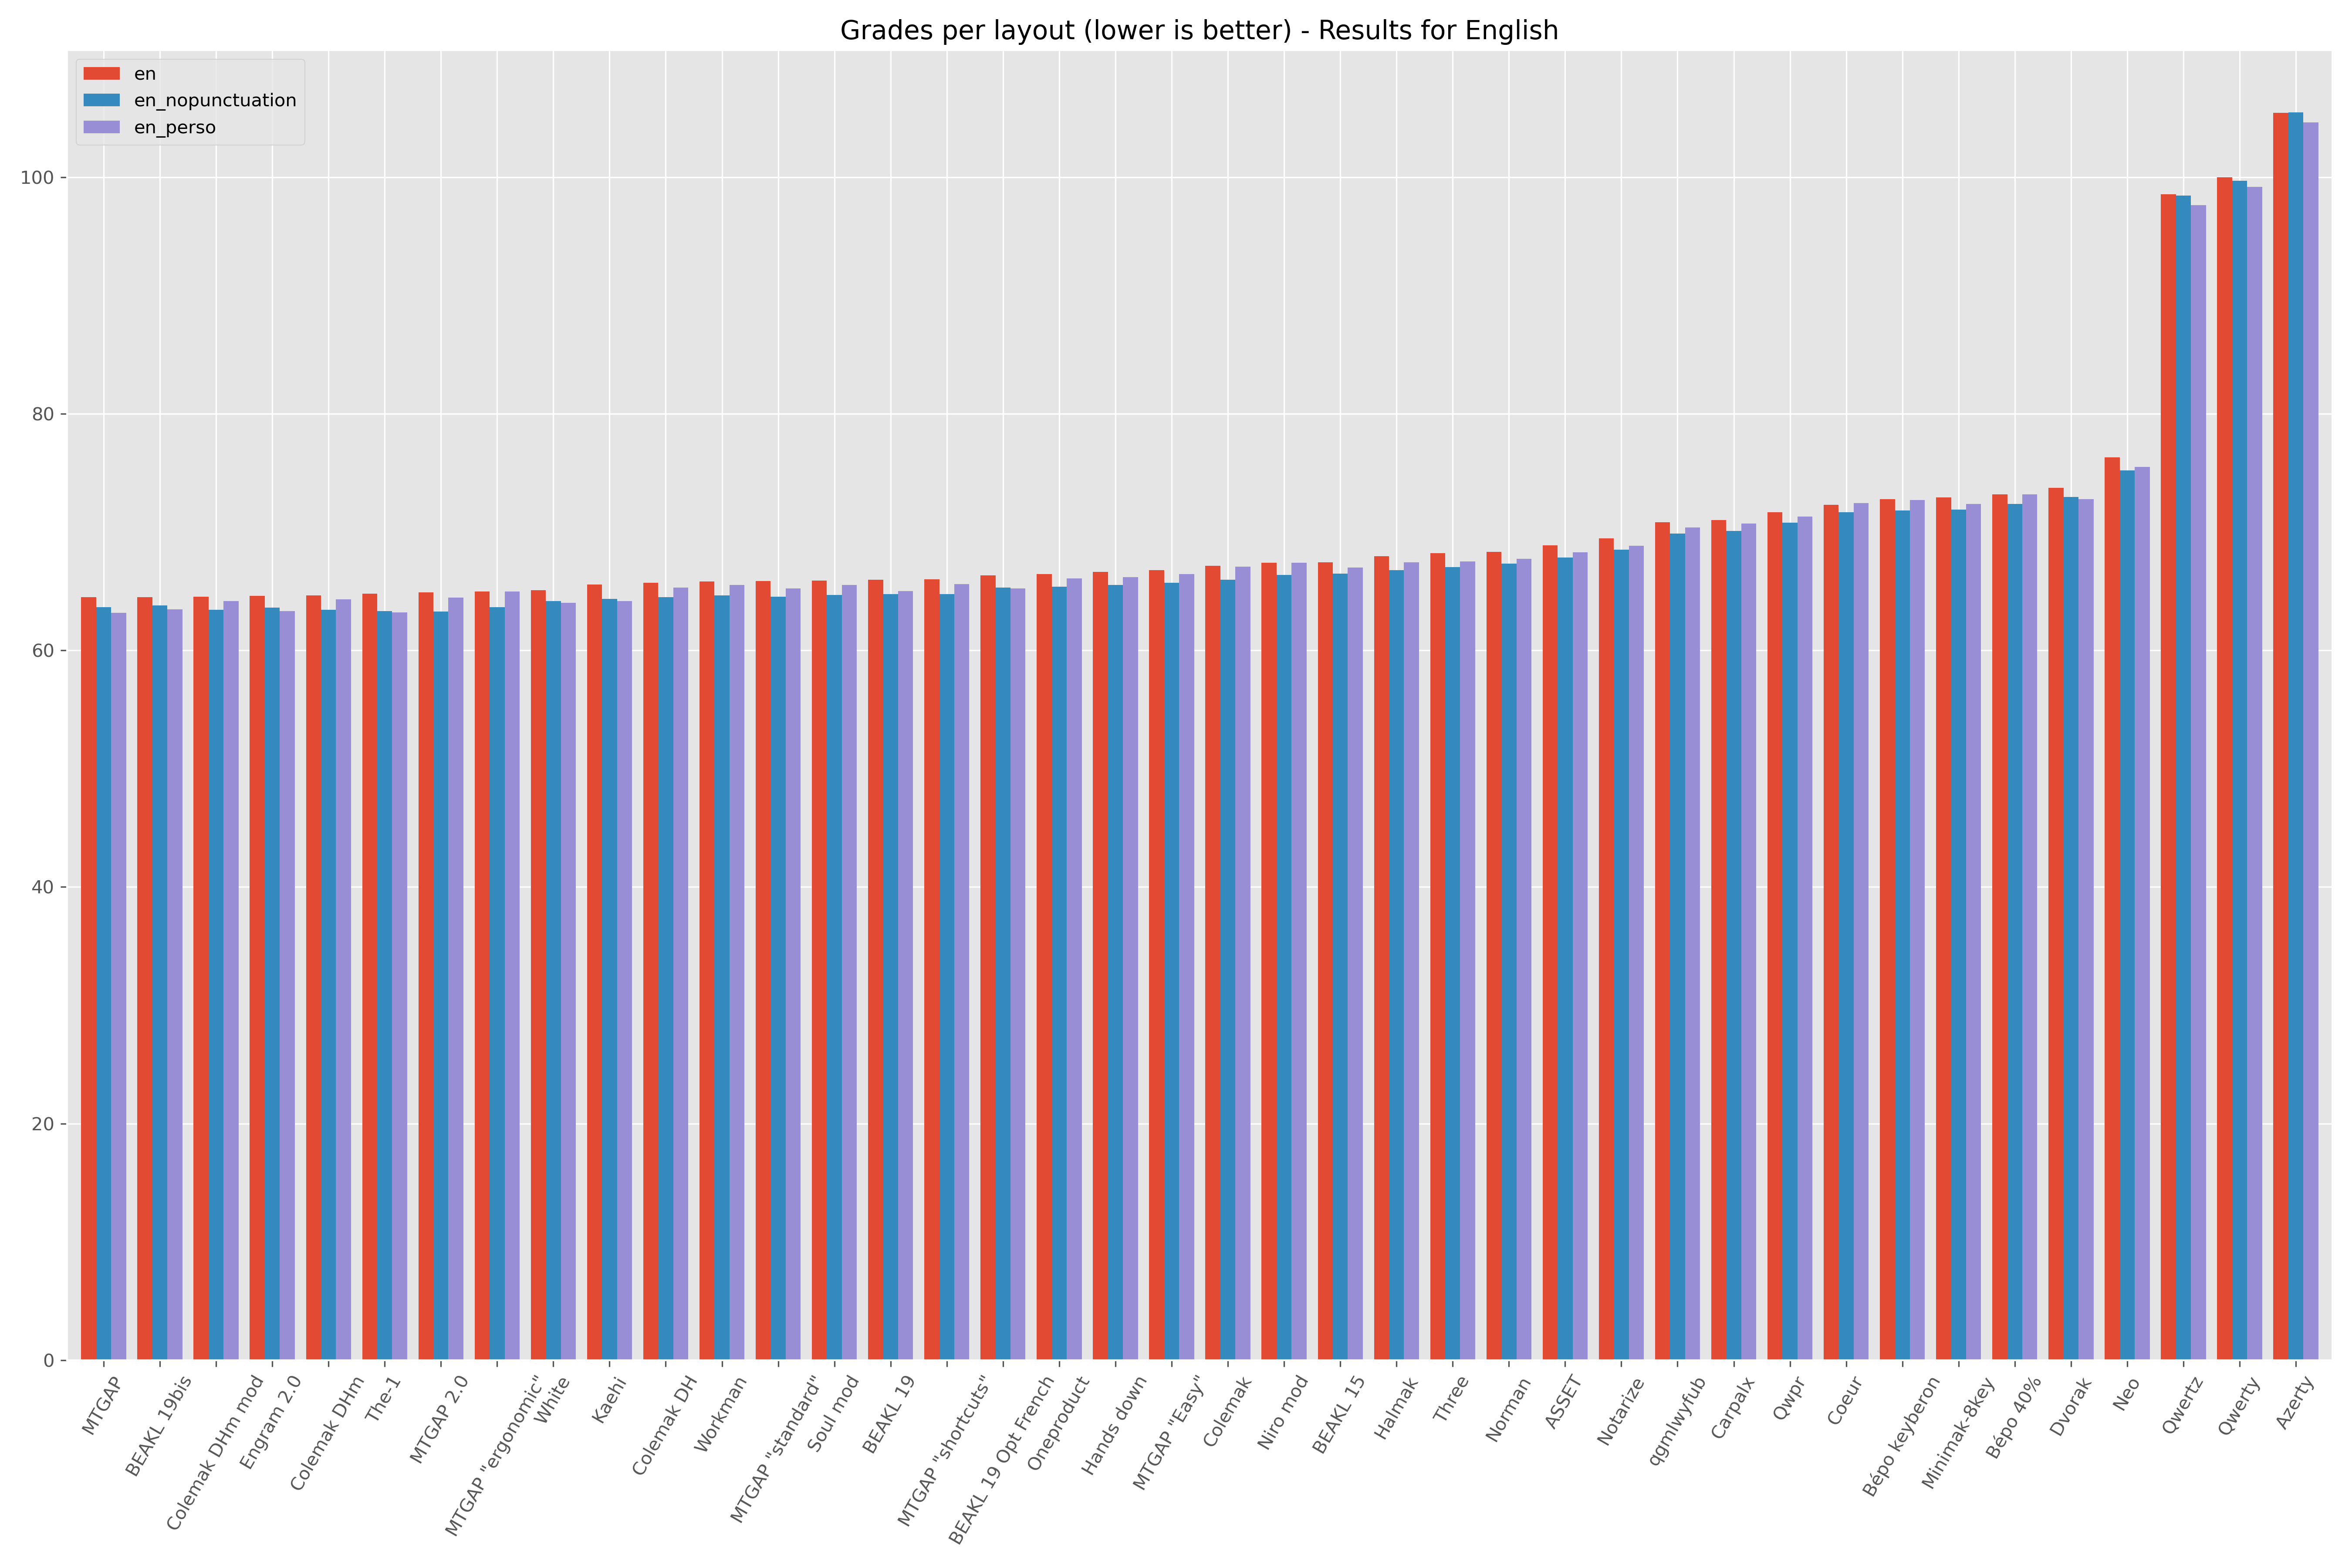 Grades per layout (lower is better) - Results for English
en
en_nopunctuation
en_perso
100
80
60
40
20
0
MTGAP
BEAKL 19bis
Colemak DHm mod
Engram 2.0
Colemak DHm
The-1
MTGAP 2.0
MTGAP "ergonomic"
White
Kaehi
Colemak DH
Workman
MTGAP "standard"
Soul mod
BEAKL 19
MTGAP "shortcuts"
BEAKL 19 Opt French
Oneproduct
Hands down
MTGAP "Easy"
Colemak
Niro mod
BEAKL 15
Halmak
Three
Norman
ASSET
Notarize
qgmlwyfub
Carpalx
Qwpr
Coeur
Bépo keyberon
Minimak-8key
Bépo 40%
Dvorak
Neo
Qwertz
Qwerty
Azerty